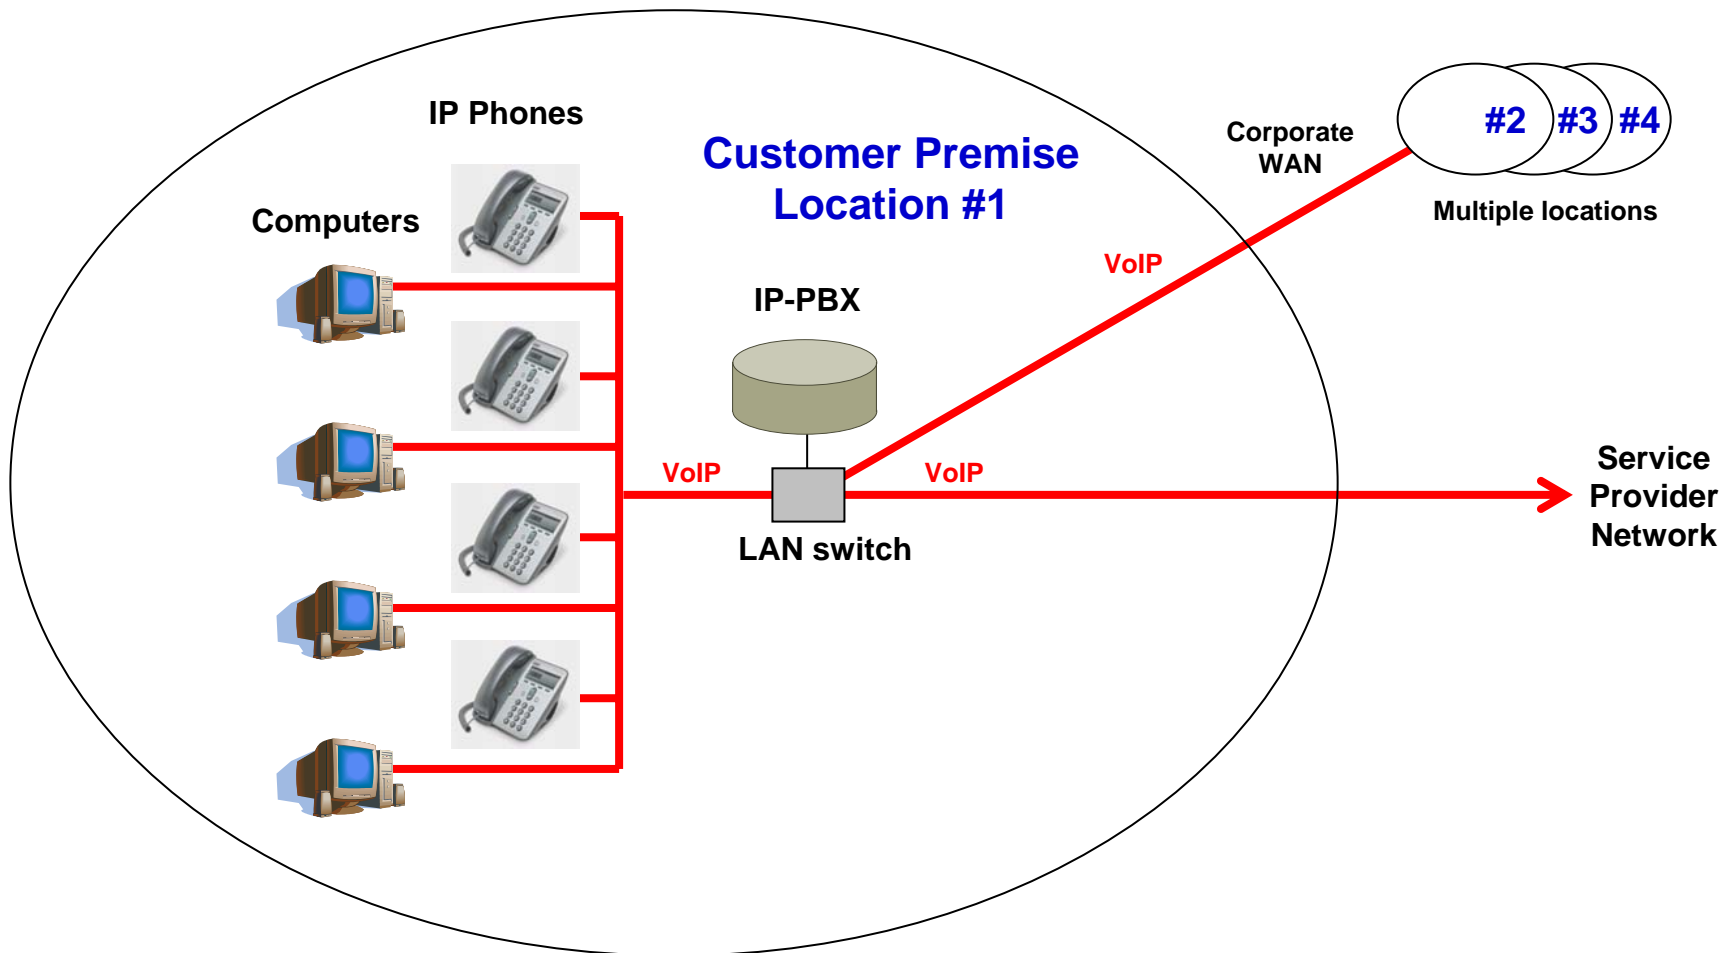 IP Phones
Customer Premise
Location #1
Computers
Corporate
WAN
#2
#3
#4
Multiple locations
VoIP
IP-PBX
VoIP
VoIP
LAN switch
Service
Provider
Network